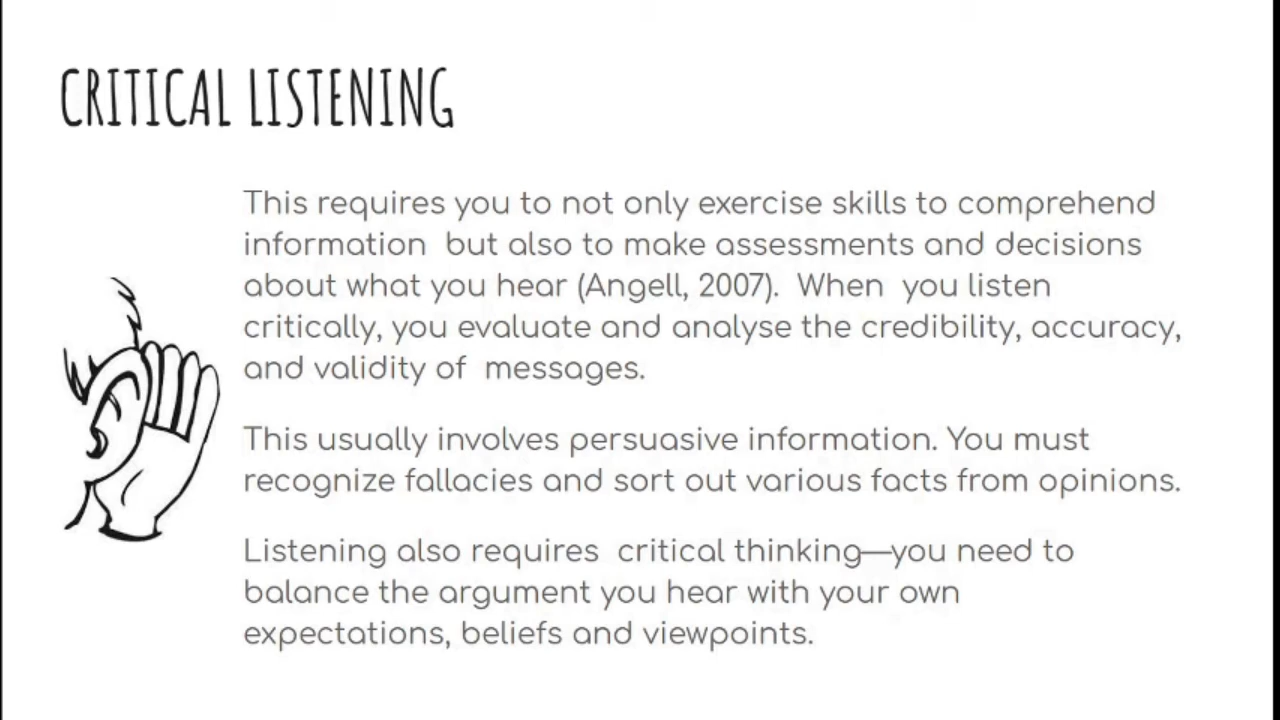 CRITICAL LISTENING
This requires you to not only exercise skills to comprehend
information  but also to make assessments and decisions
about what you hear (Angell, 2007).  When  you listen
critically, you evaluate and analyse the credibility, accuracy,
and validity of  messages.
This usually involves persuasive information. You must
recognize fallacies and sort out various facts from opinions.
Listening also requires  critical thinking—you need to
balance the argument you hear with your own
expectations, beliefs and viewpoints.